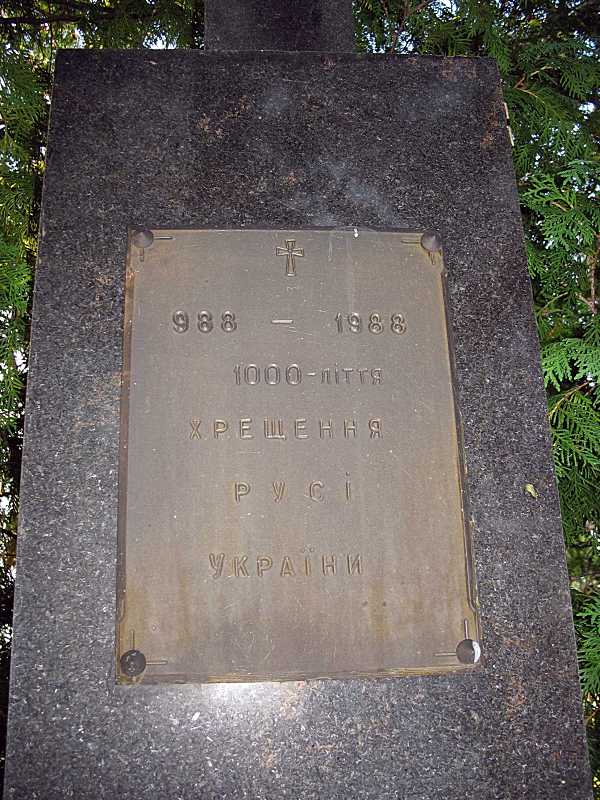 988 – 1988
1000-ліття
ХРЕЩЕННЯ
РУСІ
УКРАЇНИ